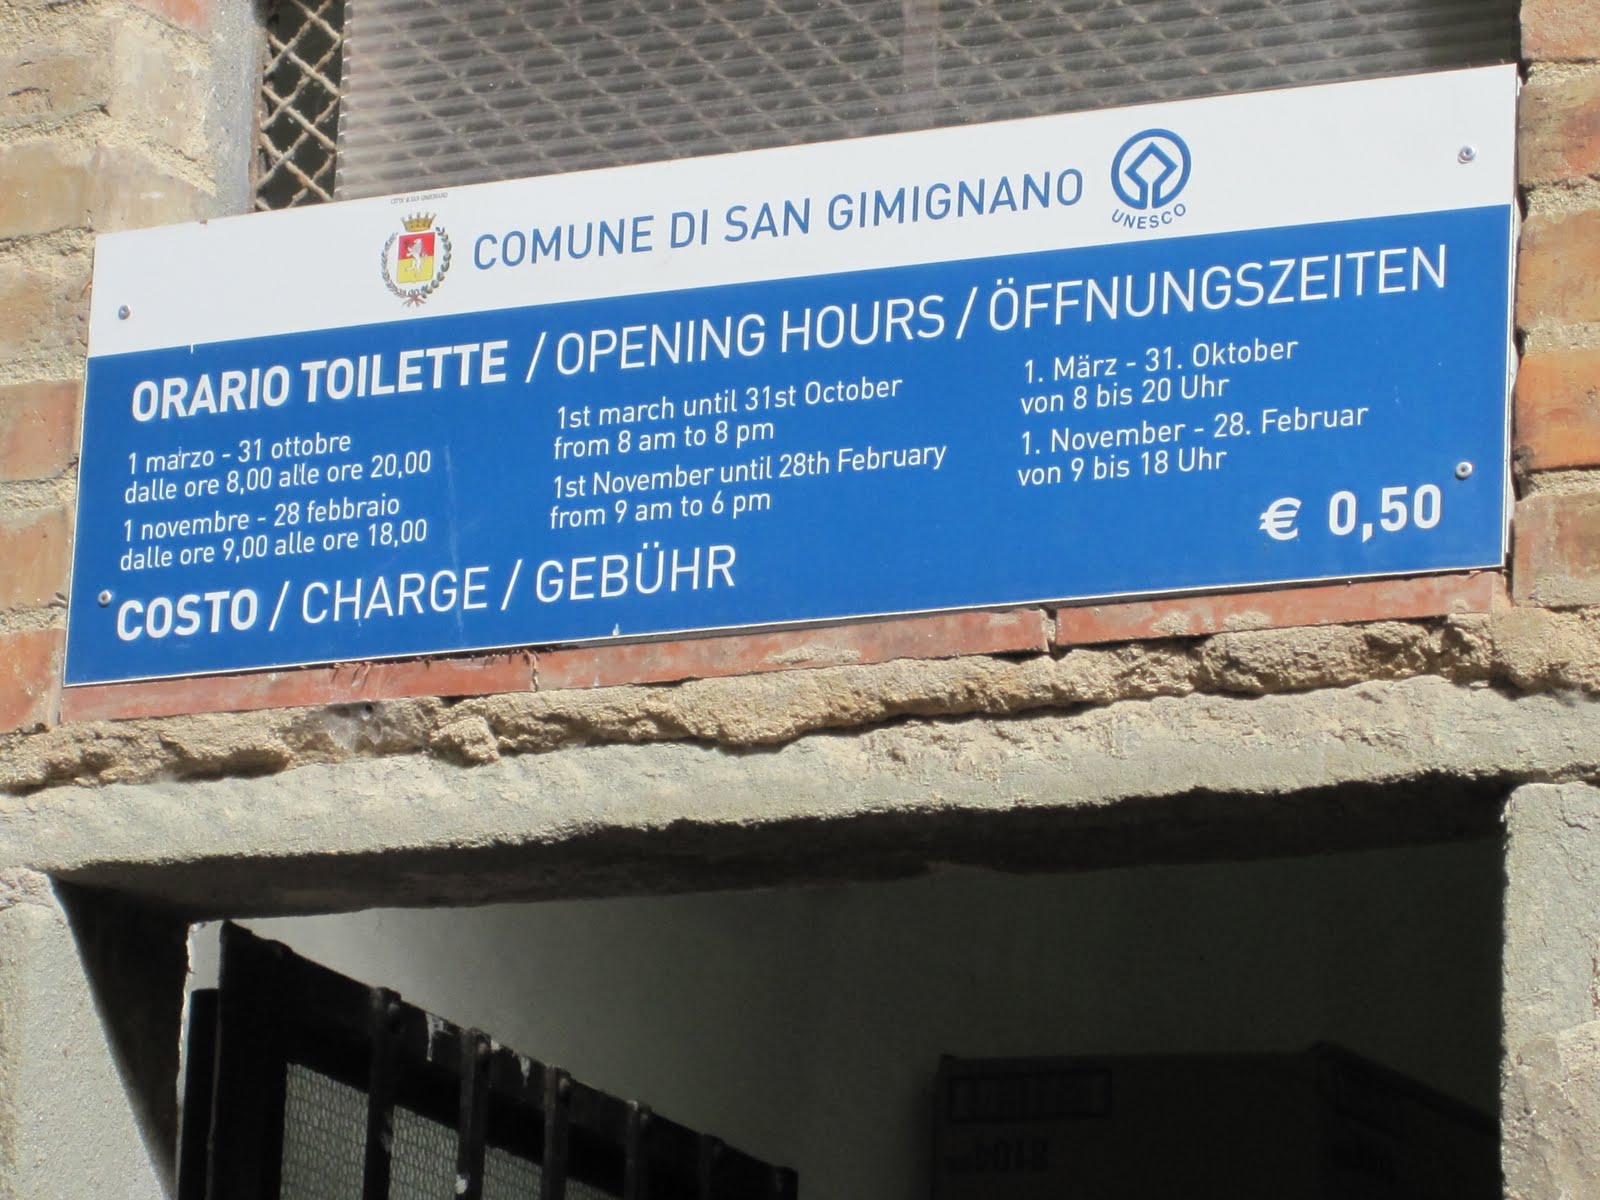 COMUNE DI SAN GIMIGNANO
UNESCO
ORARIO TOILETTE / OPENING HOURS / ÖFFNUNGSZEITEN
1 marzo - 31 ottobre
dalle ore 8,00 alle ore 20,00
1 novembre - 28 febbraio
dalle ore 9,00 alle ore 18,00
1st march until 31st October
from 8 am to 8 pm
1st November until 28th February
from 9 am to 6 pm
1. März - 31. Oktober
von 8 bis 20 Uhr
1. November - 28. Februar
von 9 bis 18 Uhr
COSTO / CHARGE / GEBÜHR
€ 0,50